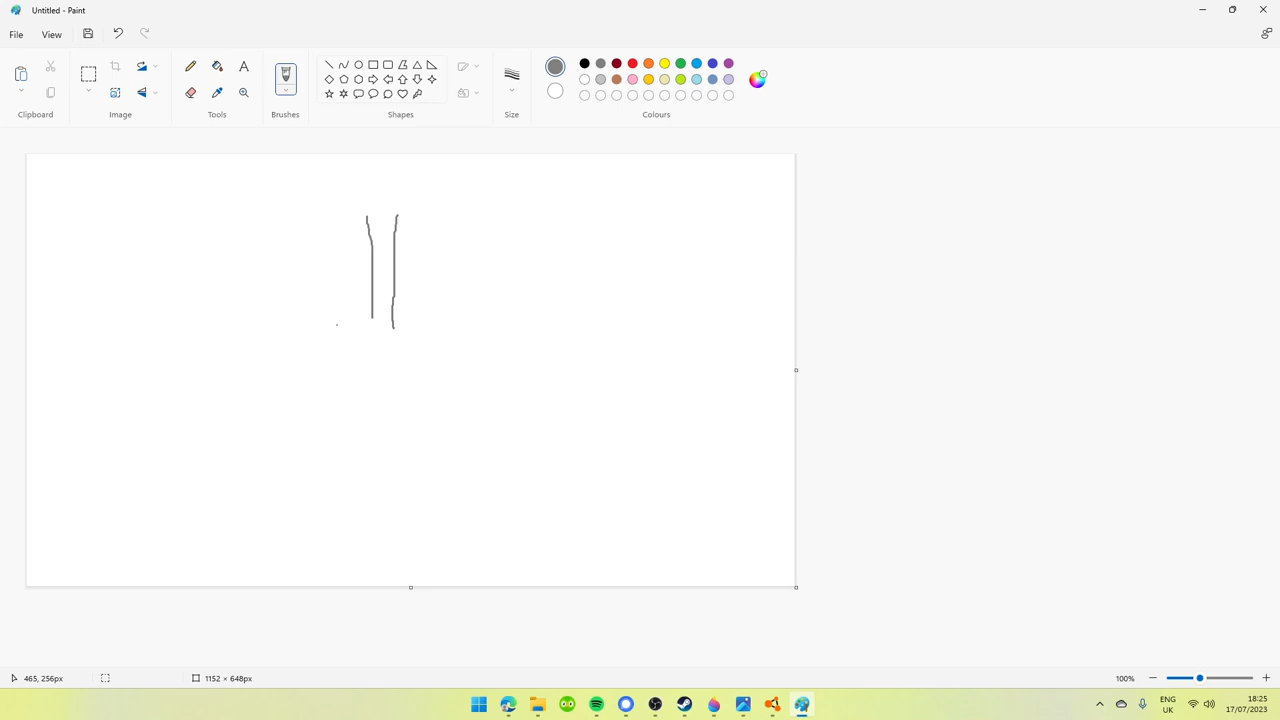 Untitled - Paint
File
View
Clipboard
Image
Tools
Brushes
Shapes
Size
Colours
465, 256px
1152 × 648px
100%
ENG
UK
18:25
17/07/2023